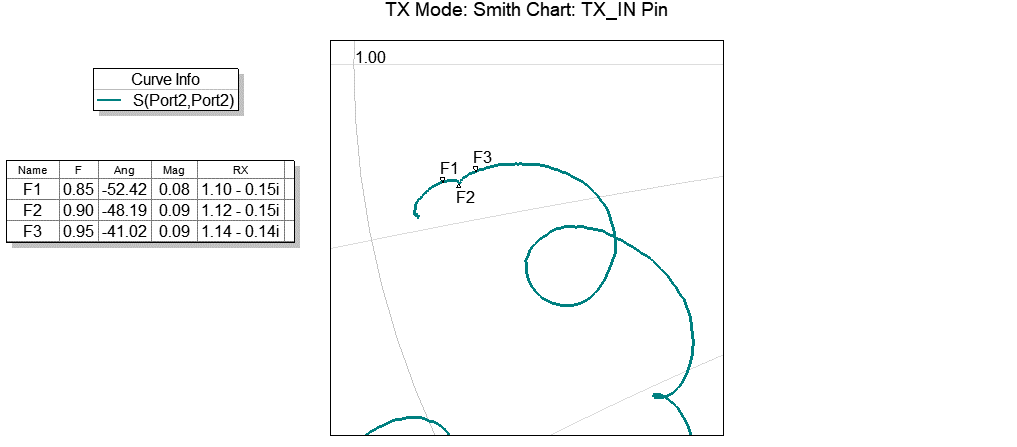 TX Mode: Smith Chart: TX_IN Pin
1.00
Curve Info
S(Port2,Port2)
Name F Ang Mag RX
F1 0.85 -52.42 0.08 1.10 - 0.15i
F2 0.90 -48.19 0.09 1.12 - 0.15i
F3 0.95 -41.02 0.09 1.14 - 0.14i
F1
F3
F2